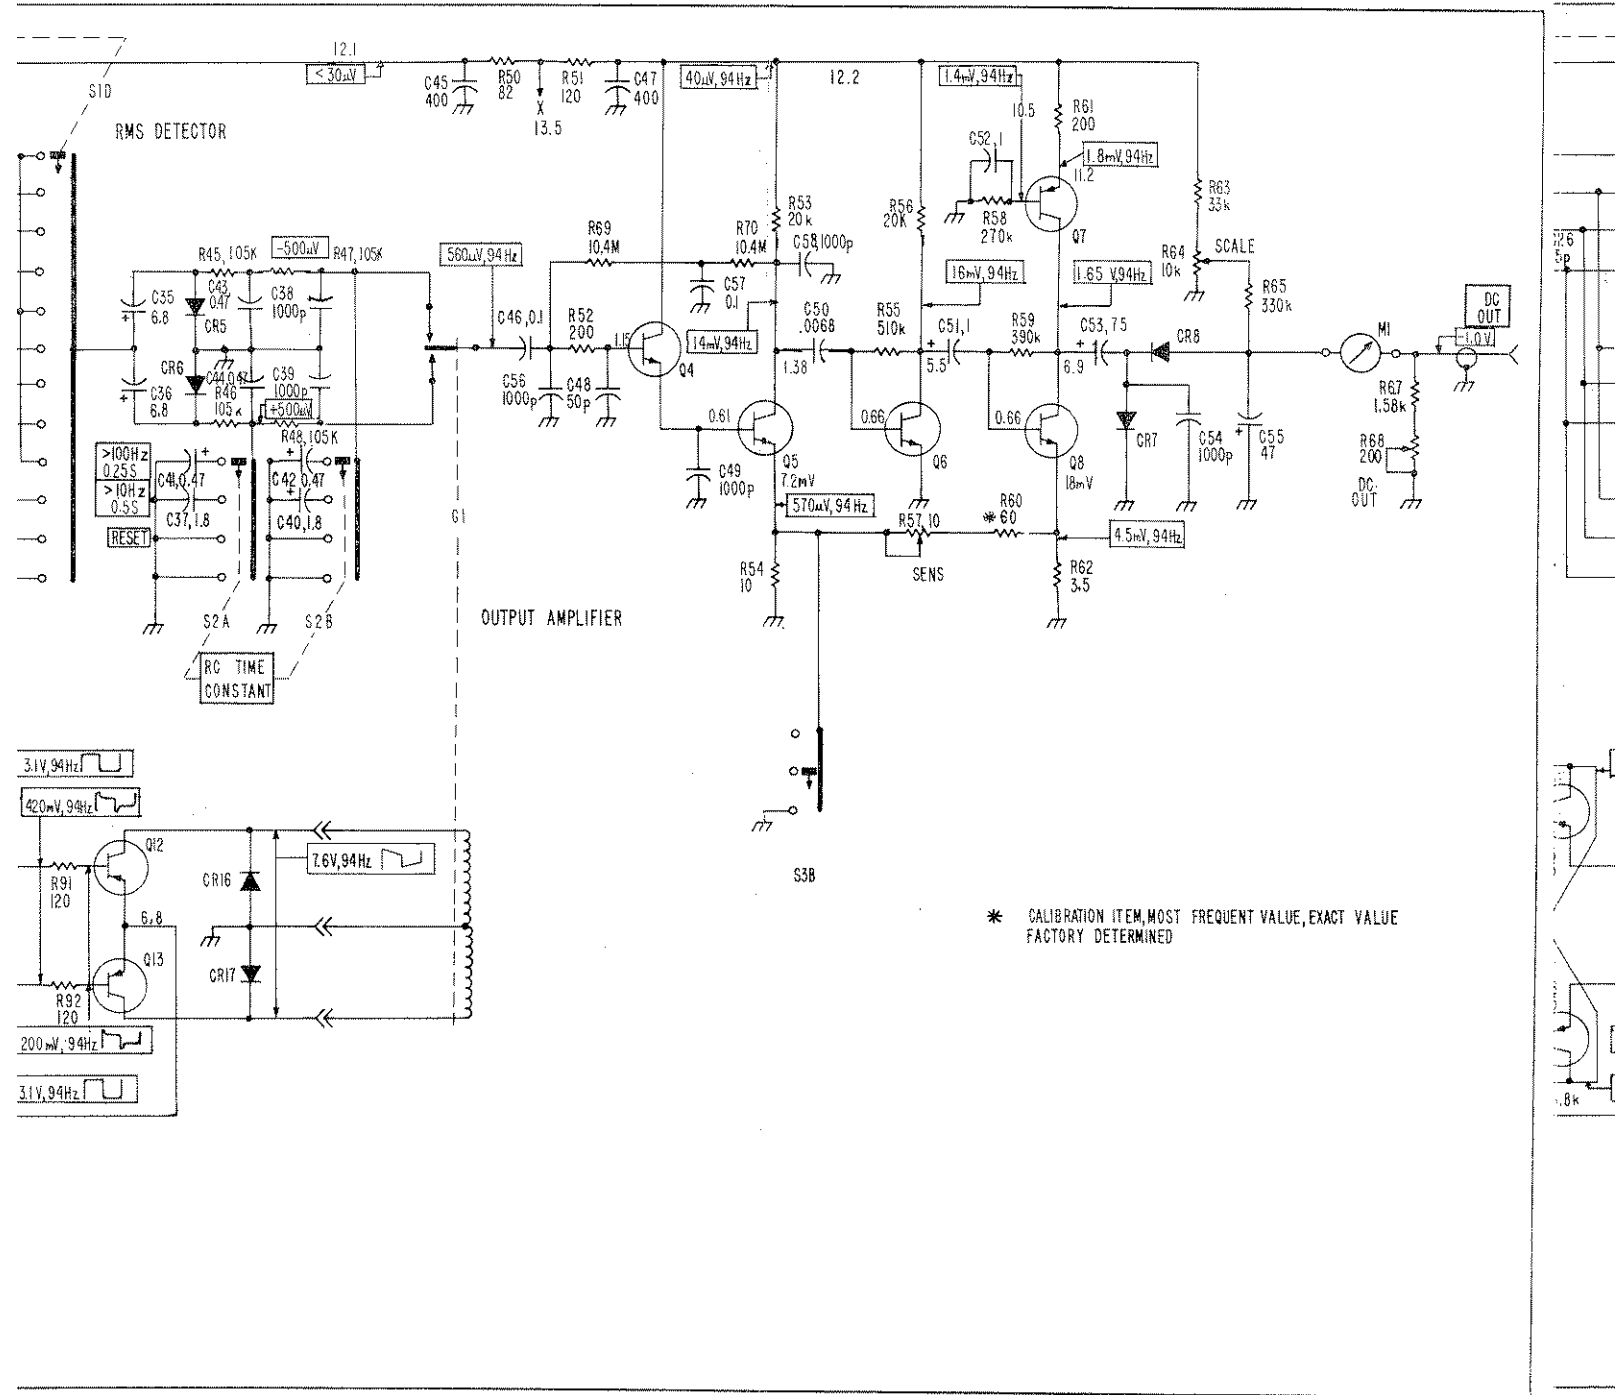 12.1
<30µV
S1D
RMS DETECTOR
C45
400
R50
82
X
13.5
R51
120
C47
400
40µV, 94Hz
12.2
1.4mV, 94Hz
10.5
R61
200
C52,1
1.8mV, 94Hz
11.2
R58
270k
Q7
R63
33k
R64
10k
SCALE
R65
330k
R53
20k
R56
20K
R69
10.4M
R70
10.4M
C58,1000p
C57
0.1
R45, 105K
-500µV
R47, 105K
560µV, 94Hz
16mV, 94Hz
1.65 V, 94Hz
C35
6.8
C43,
0.47
C38
1000p
CR5
CR6
C36
6.8
C44,0.47
R46
105K
C39
1000p
+500µV
R48, 105K
C46, 0.1
R52
200
1.15
Q4
14mV, 94Hz
C50
.0068
1.38
R55
510k
C51, 1
+
5.5
R59
390k
C53, 75
+
6.9
CR8
M1
DC
OUT
-1.0V
C56
1000p
C48
50p
R67
1.58k
R68
200
DC
OUT
0.61
Q5
7.2mV
0.66
Q6
0.66
Q8
18mV
CR7
C54
1000p
+
C55
47
C49
1000p
>100Hz
0.25S
>10Hz
0.5S
RESET
C41,0.47
C37, 1.8
C42 0.47
C40, 1.8
G1
570µV, 94Hz
R57, 10
R60
* 60
4.5mV, 94Hz
SENS
R54
10
R62
3.5
S2A
S2B
RC TIME
CONSTANT
OUTPUT AMPLIFIER
3.1V, 94Hz
420mV, 94Hz
Q12
R91
120
CR16
7.6V, 94Hz
6.8
Q13
CR17
R92
120
200mV, 94Hz
3.1V, 94Hz
S3B
* CALIBRATION ITEM, MOST FREQUENT VALUE, EXACT VALUE
FACTORY DETERMINED
.8k